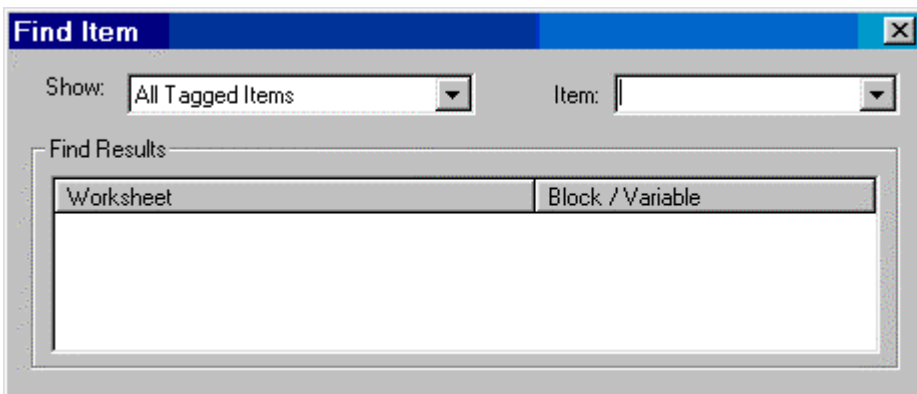 Find Item
Show: All Tagged Items Item:
Find Results
Worksheet Block / Variable